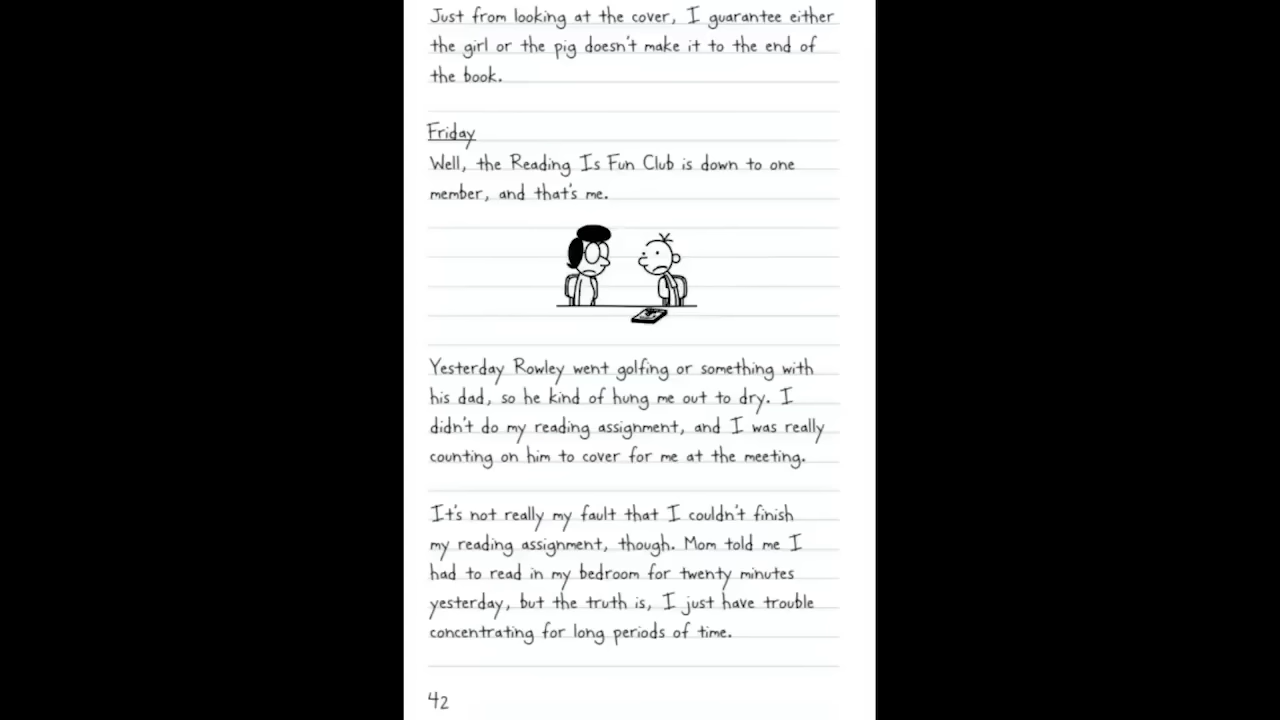 Just from looking at the cover, I guarantee either
the girl or the pig doesn't make it to the end of
the book.
Friday
Well, the Reading Is Fun Club is down to one
member, and that's me.
Yesterday Rowley went golfing or something with
his dad, so he kind of hung me out to dry. I
didn't do my reading assignment, and I was really
counting on him to cover for me at the meeting.
It's not really my fault that I couldn't finish
my reading assignment, though. Mom told me I
had to read in my bedroom for twenty minutes
yesterday, but the truth is, I just have trouble
concentrating for long periods of time.
42